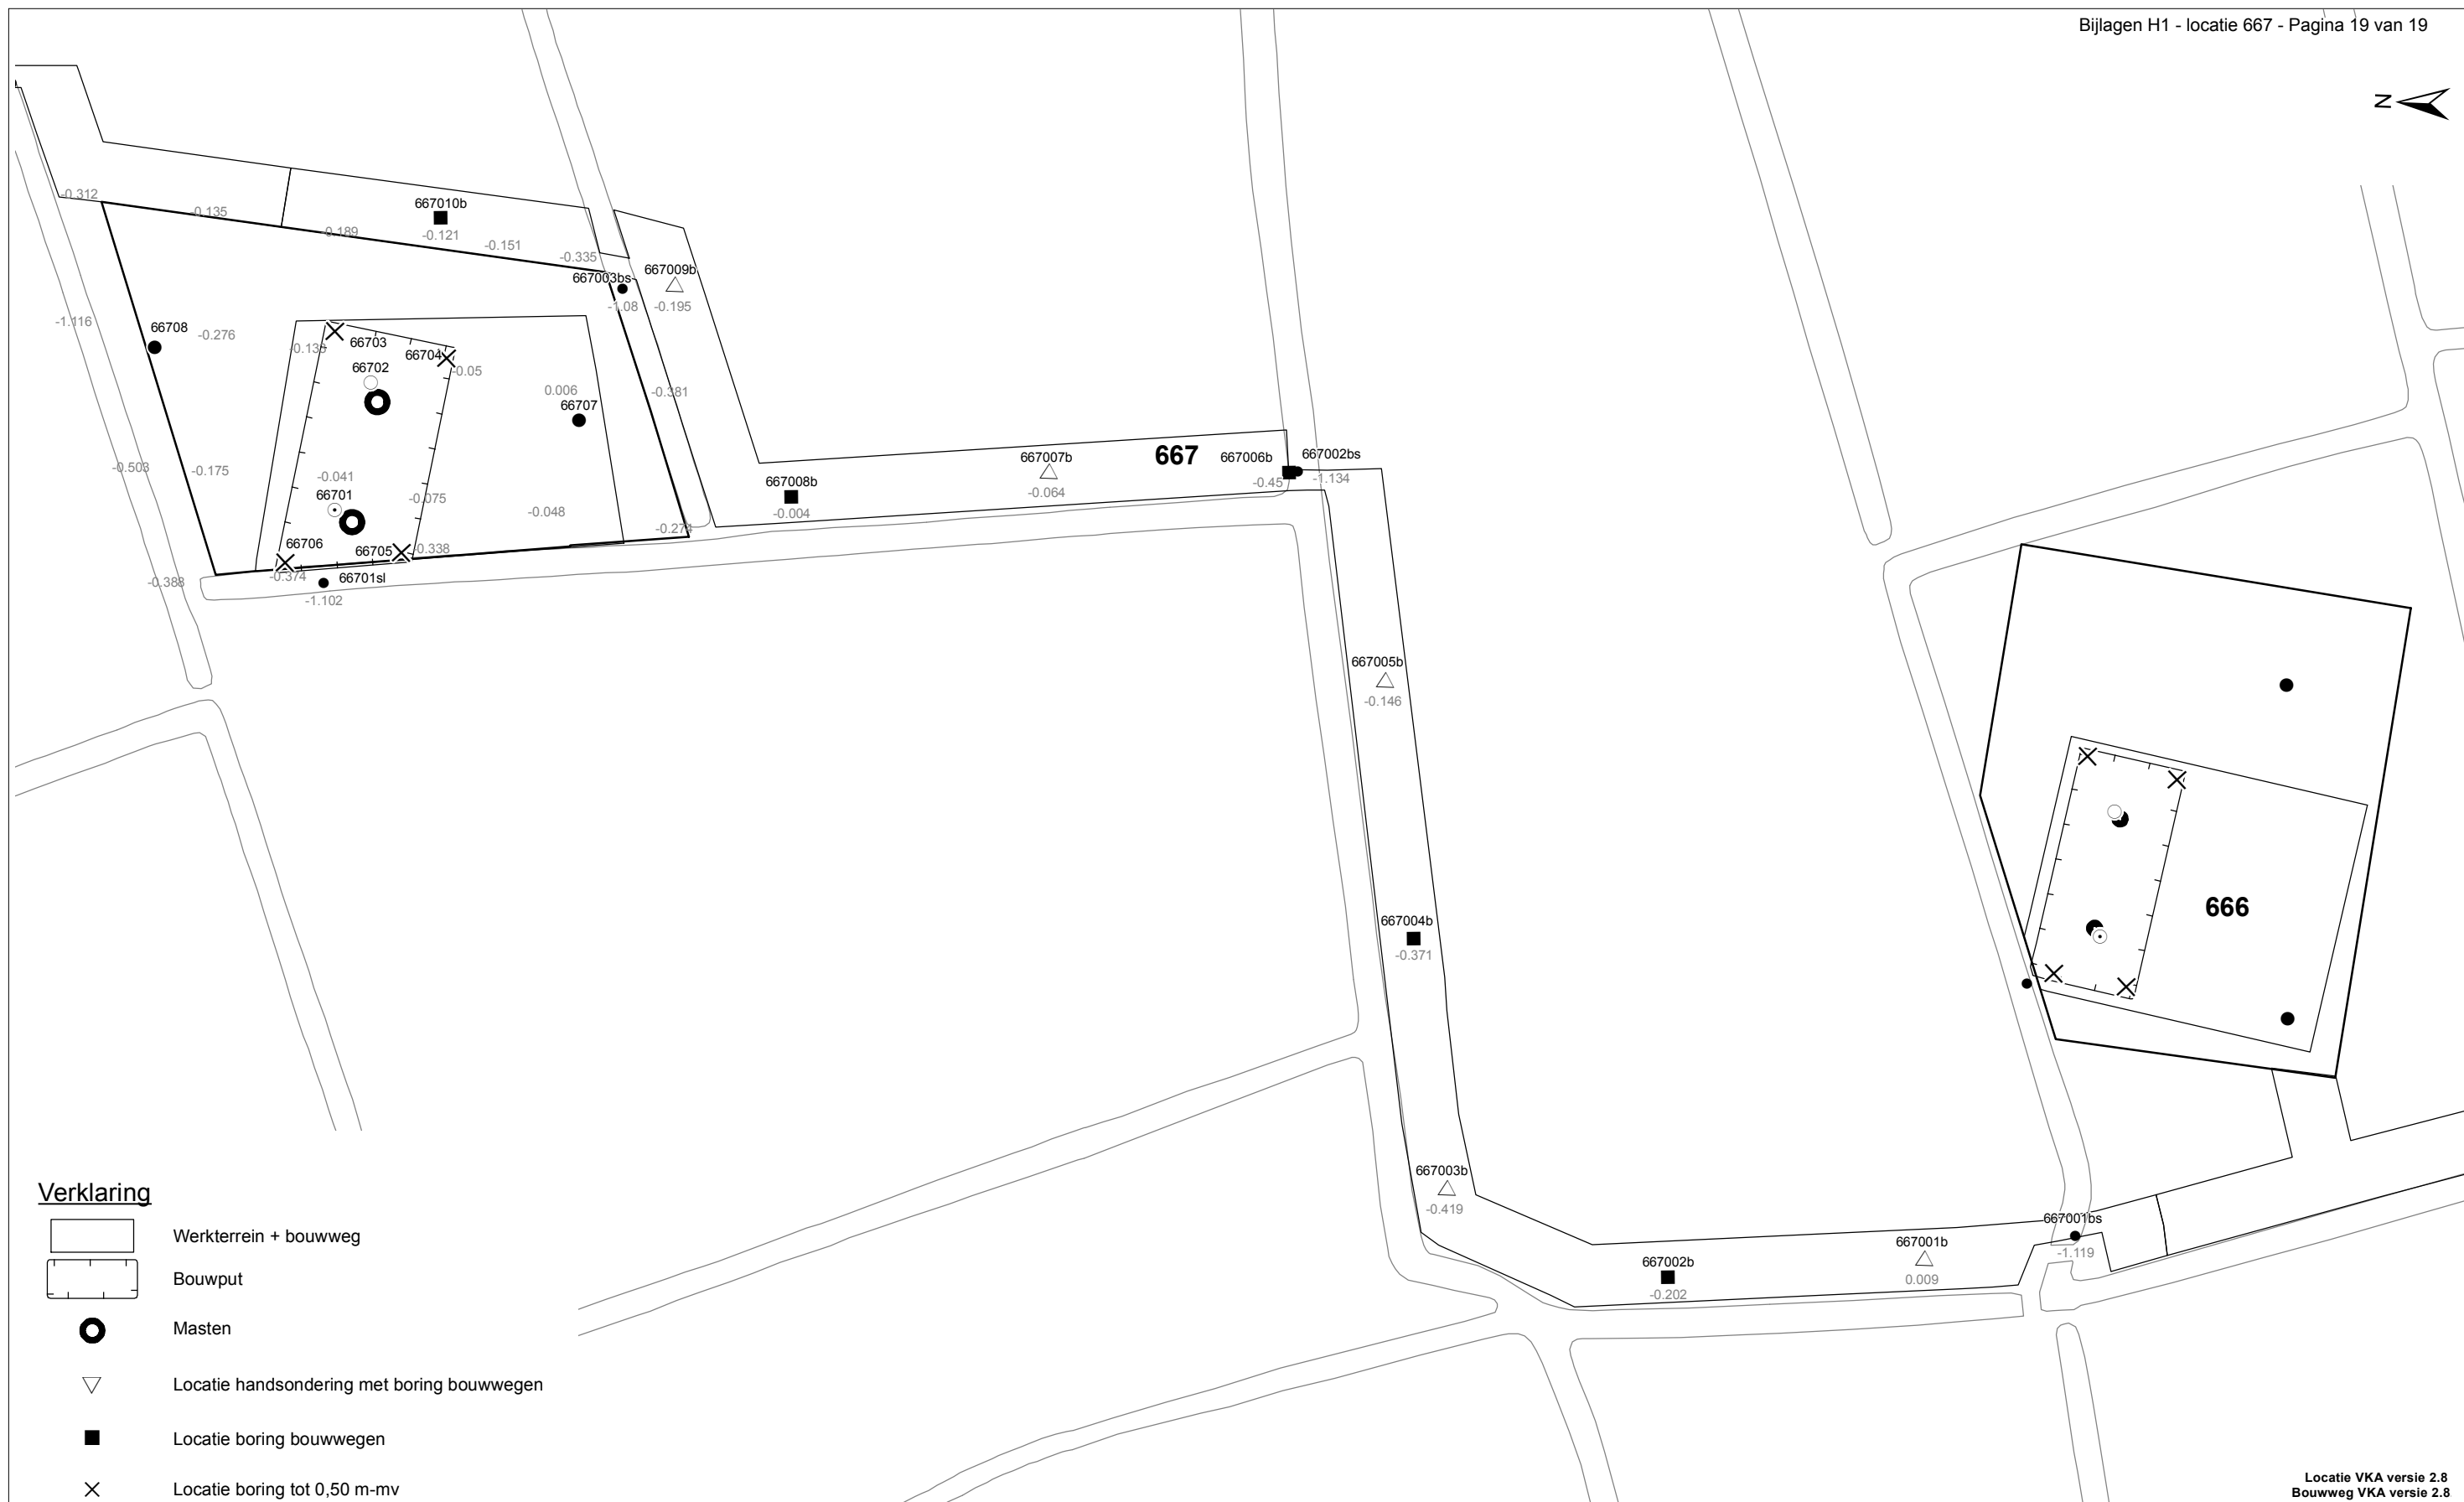 Bijlagen H1 - locatie 667 - Pagina 19 van 19
N
-0.312
-0.135
-0.189
667010b
-0.121
-0.151
-0.335
667003bs
-1.08
667009b
-0.195
-1.116
66708
-0.276
66703
66704
-0.05
66702
0.006
66707
-0.381
-0.503
-0.175
-0.041
66701
-0.075
-0.048
-0.274
66706
66705
-0.338
-0.374
66701sl
-1.102
-0.388
667008b
-0.004
667007b
-0.064
667
667006b
-0.45
667002bs
-1.134
667005b
-0.146
667004b
-0.371
666
667003b
-0.419
667002b
-0.202
667001b
0.009
667001bs
-1.119
Verklaring
Werkterrein + bouwweg
Bouwput
Masten
Locatie handsondering met boring bouwwegen
Locatie boring bouwwegen
Locatie boring tot 0,50 m-mv
Locatie VKA versie 2.8
Bouwweg VKA versie 2.8